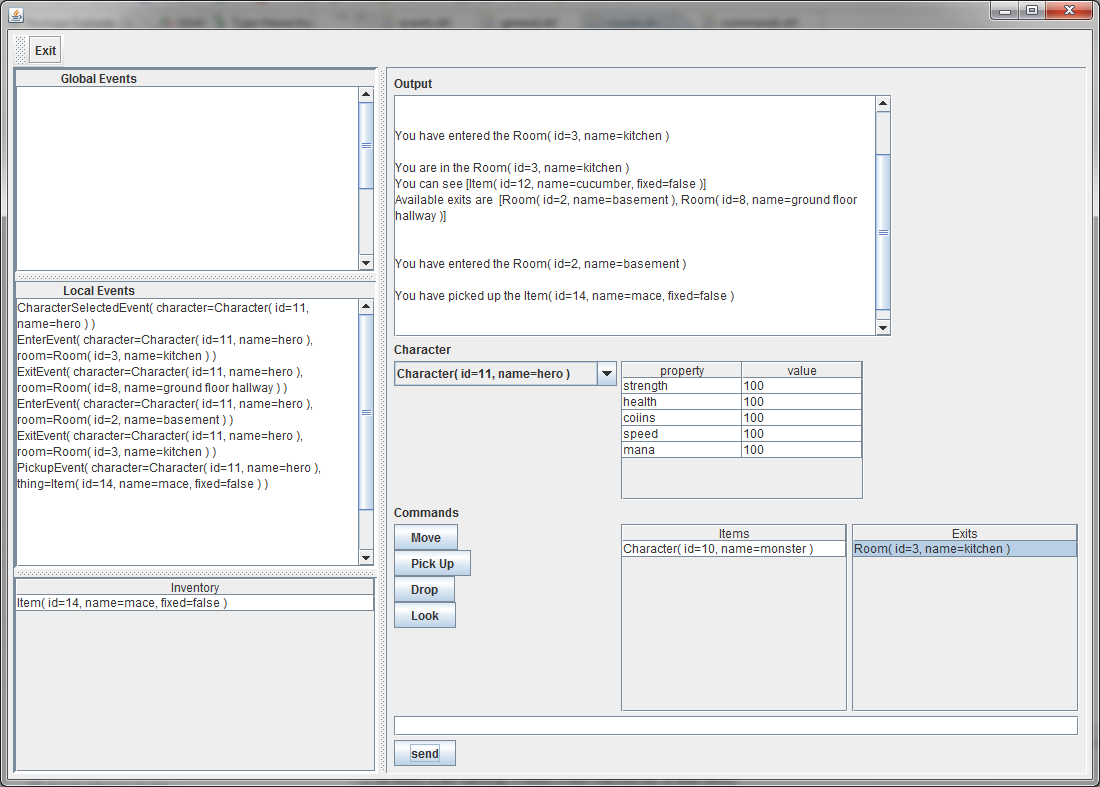 Exit
Global Events
Local Events
CharacterSelectedEvent( character=Character( id=11,
name=hero ) )
EnterEvent( character=Character( id=11, name=hero ),
room=Room( id=3, name=kitchen ) )
ExitEvent( character=Character( id=11, name=hero ),
room=Room( id=8, name=ground floor hallway ) )
EnterEvent( character=Character( id=11, name=hero ),
room=Room( id=2, name=basement ) )
ExitEvent( character=Character( id=11, name=hero ),
room=Room( id=3, name=kitchen ) )
PickupEvent( character=Character( id=11, name=hero ),
thing=Item( id=14, name=mace, fixed=false ) )
Inventory
Item( id=14, name=mace, fixed=false )
Output
You have entered the Room( id=3, name=kitchen )
You are in the Room( id=3, name=kitchen )
You can see [Item( id=12, name=cucumber, fixed=false )]
Available exits are  [Room( id=2, name=basement ), Room( id=8, name=ground floor
hallway )]
You have entered the Room( id=2, name=basement )
You have picked up the Item( id=14, name=mace, fixed=false )
Character
Character( id=11, name=hero )
property value
strength 100
health 100
coiins 100
speed 100
mana 100
Commands
Move
Pick Up
Drop
Look
Items
Character( id=10, name=monster )
Exits
Room( id=3, name=kitchen )
send